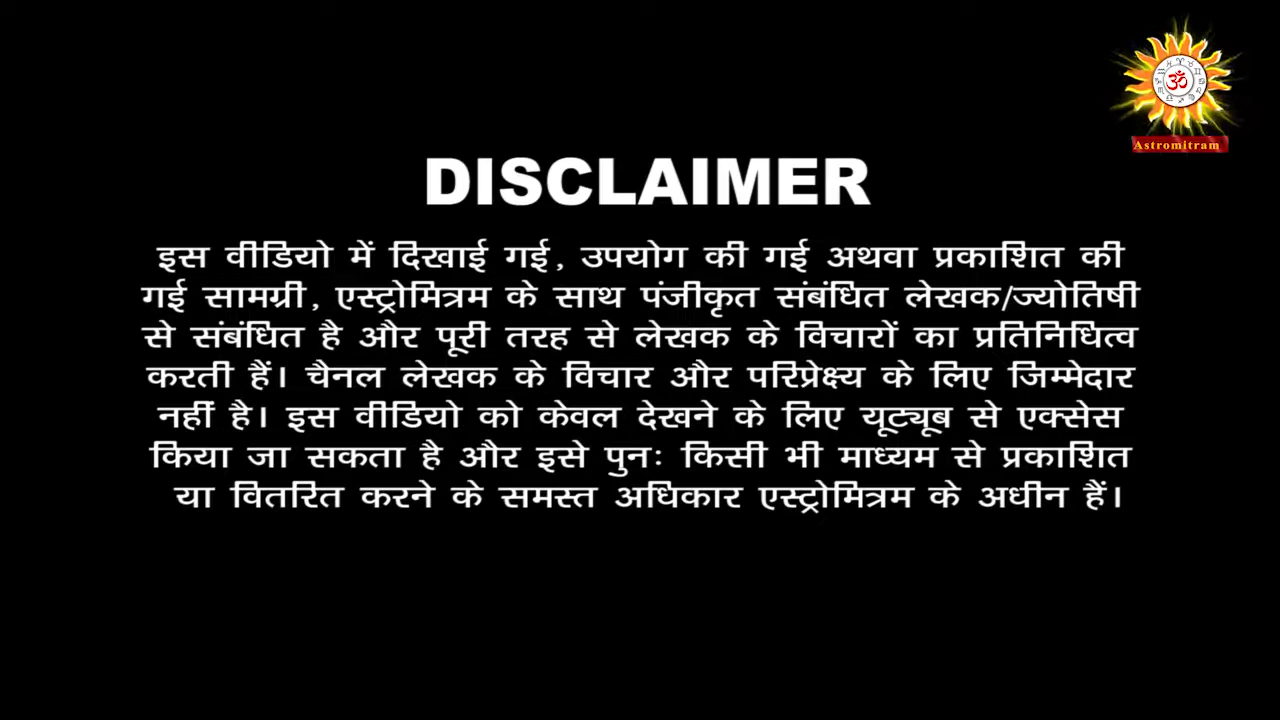 Astromitram
DISCLAIMER
इस वीडियो में दिखाई गई, उपयोग की गई अथवा प्रकाशित की
गई सामग्री, एस्ट्रोमित्रम के साथ पंजीकृत संबंधित लेखक/ज्योतिषी
से संबंधित है और पूरी तरह से लेखक के विचारों का प्रतिनिधित्व
करती हैं। चैनल लेखक के विचार और परिप्रेक्ष्य के लिए जिम्मेदार
नहीं है। इस वीडियो को केवल देखने के लिए यूट्यूब से एक्सेस
किया जा सकता है और इसे पुनः किसी भी माध्यम से प्रकाशित
या वितरित करने के समस्त अधिकार एस्ट्रोमित्रम के अधीन हैं।
ॐ